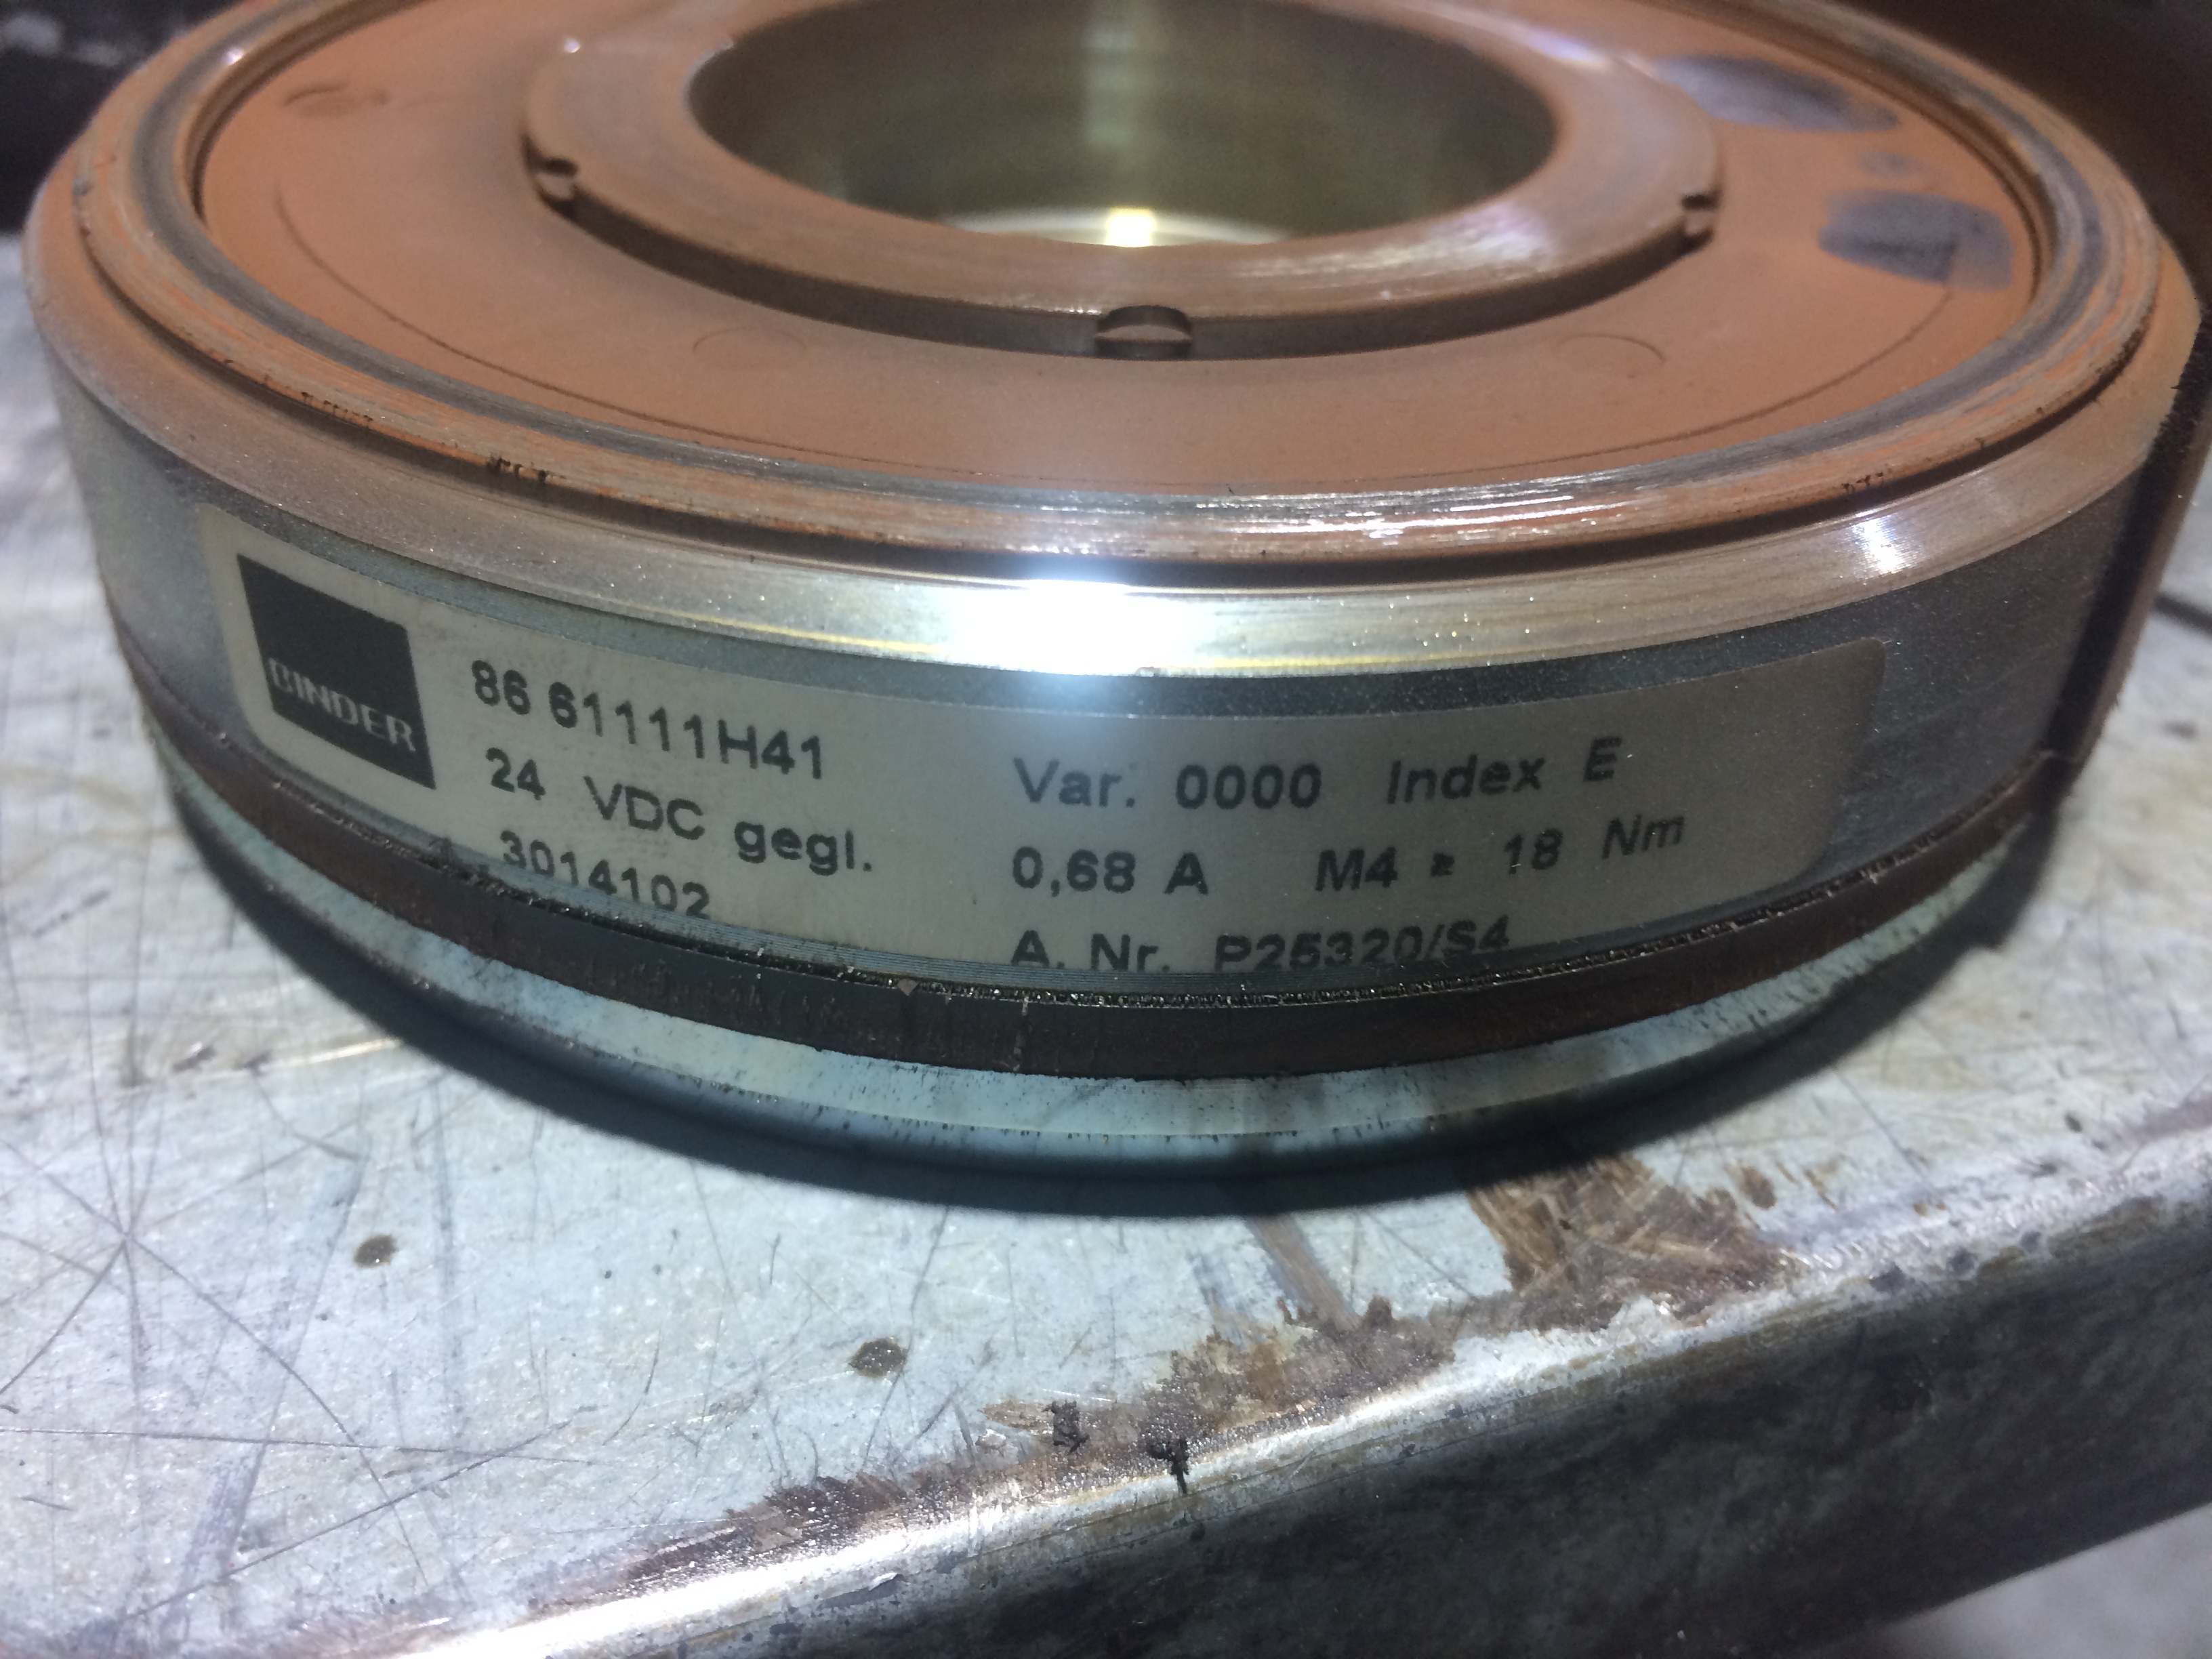 BINDER
86 61111H41
Var. 0000 Index E
24 VDC gegl.
0,68 A M4 ≥ 18 Nm
3014102
A. Nr. P25320/S4